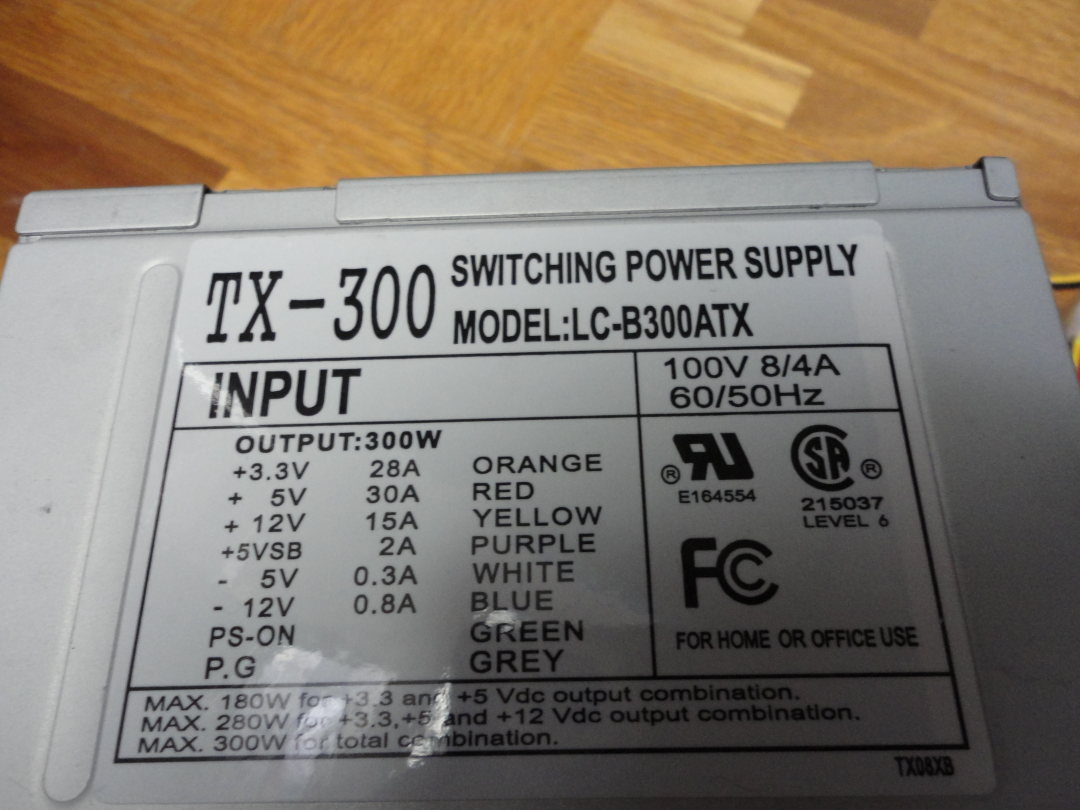 TX-300
SWITCHING POWER SUPPLY
MODEL:LC-B300ATX
INPUT
100V 8/4A
60/50Hz
OUTPUT:300W
+3.3V 28A ORANGE
+ 5V 30A RED
+ 12V 15A YELLOW
+5VSB 2A PURPLE
- 5V 0.3A WHITE
- 12V 0.8A BLUE
PS-ON GREEN
P.G GREY
® RU
E164554
SA ®
215037
LEVEL 6
FC
FOR HOME OR OFFICE USE
MAX. 180W for +3.3 and +5 Vdc output combination.
MAX. 280W for +3.3,+5 and +12 Vdc output combination.
MAX. 300W for total combination.
TX08XB